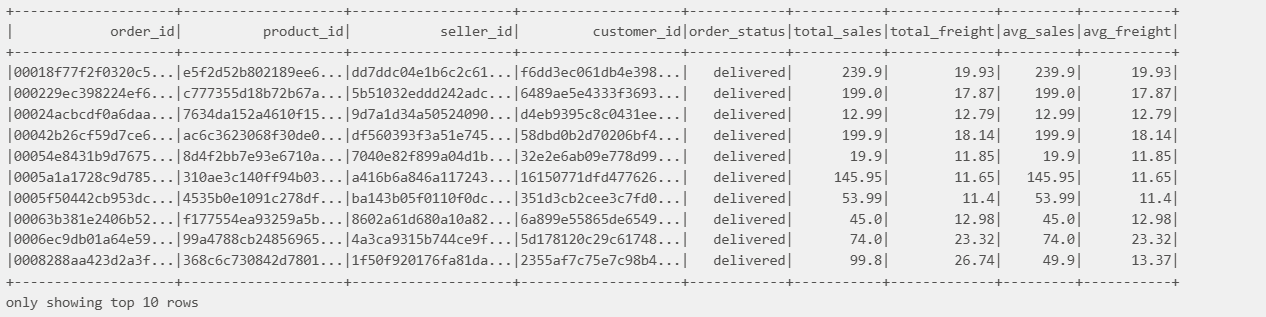 +--------------------+--------------------+--------------------+--------------------+------------+-----------+-------------+---------+-----------+
|            order_id|          product_id|           seller_id|         customer_id|order_status|total_sales|total_freight|avg_sales|avg_freight|
+--------------------+--------------------+--------------------+--------------------+------------+-----------+-------------+---------+-----------+
|00018f77f2f0320c5...|e5f2d52b802189ee6...|dd7ddc04e1b6c2c61...|f6dd3ec061db4e398...|   delivered|      239.9|        19.93|    239.9|      19.93|
|000229ec398224ef6...|c777355d18b72b67a...|5b51032eddd242adc...|6489ae5e4333f3693...|   delivered|      199.0|        17.87|    199.0|      17.87|
|00024acbcdf0a6daa...|7634da152a4610f15...|9d7a1d34a50524090...|d4eb9395c8c0431ee...|   delivered|      12.99|        12.79|    12.99|      12.79|
|00042b26cf59d7ce6...|ac6c3623068f30de0...|df560393f3a51e745...|58dbd0b2d70206bf4...|   delivered|      199.9|        18.14|    199.9|      18.14|
|00054e8431b9d7675...|8d4f2bb7e93e6710a...|7040e82f899a04d1b...|32e2e6ab09e778d99...|   delivered|       19.9|        11.85|     19.9|      11.85|
|0005a1a1728c9d785...|310ae3c140ff94b03...|a416b6a846a117243...|16150771dfd477626...|   delivered|     145.95|        11.65|   145.95|      11.65|
|0005f50442cb953dc...|4535b0e1091c278df...|ba143b05f0110f0dc...|351d3cb2cee3c7fd0...|   delivered|      53.99|         11.4|    53.99|       11.4|
|00063b381e2406b52...|f177554ea93259a5b...|8602a61d680a10a82...|6a899e55865de6549...|   delivered|       45.0|        12.98|     45.0|      12.98|
|0006ec9db01a64e59...|99a4788cb24856965...|4a3ca9315b744ce9f...|5d178120c29c61748...|   delivered|       74.0|        23.32|     74.0|      23.32|
|0008288aa423d2a3f...|368c6c730842d7801...|1f50f920176fa81da...|2355af7c75e7c98b4...|   delivered|       99.8|        26.74|     49.9|      13.37|
+--------------------+--------------------+--------------------+--------------------+------------+-----------+-------------+---------+-----------+
only showing top 10 rows